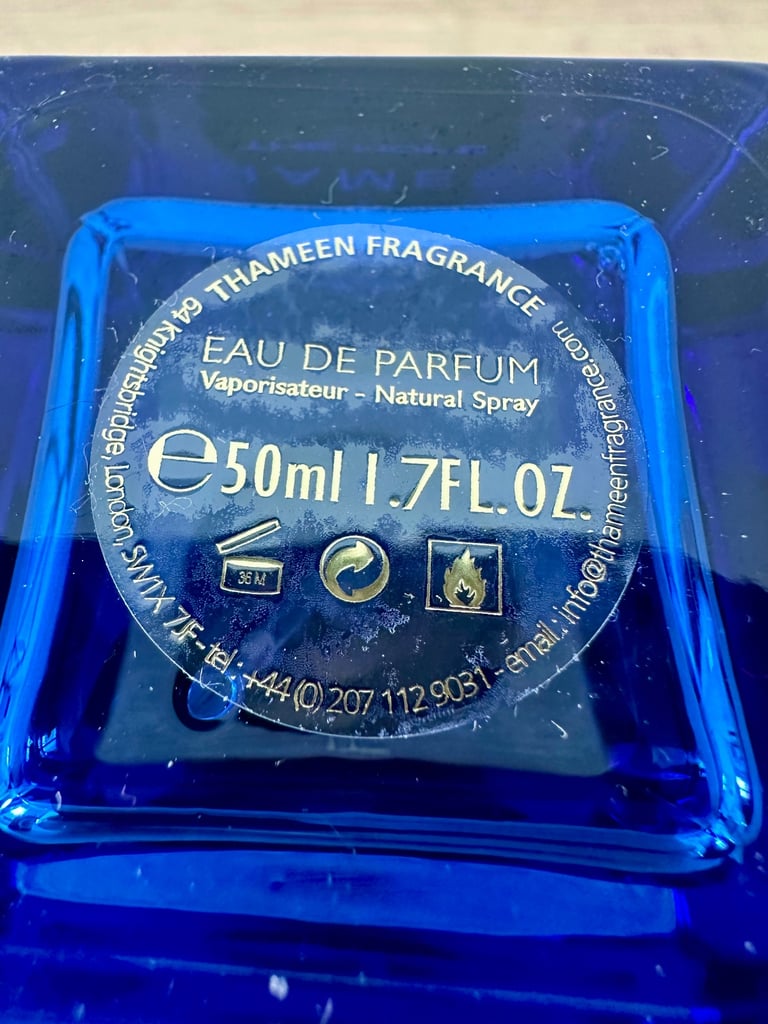 THAMEEN FRAGRANCE
64 Knightsbridge, London, SW1X 7JF - tel : +44 (0) 207 112 9031 - email : info@thameenfragrance.com
EAU DE PARFUM
Vaporisateur - Natural Spray
e 50ml 1.7FL.OZ.
36 M